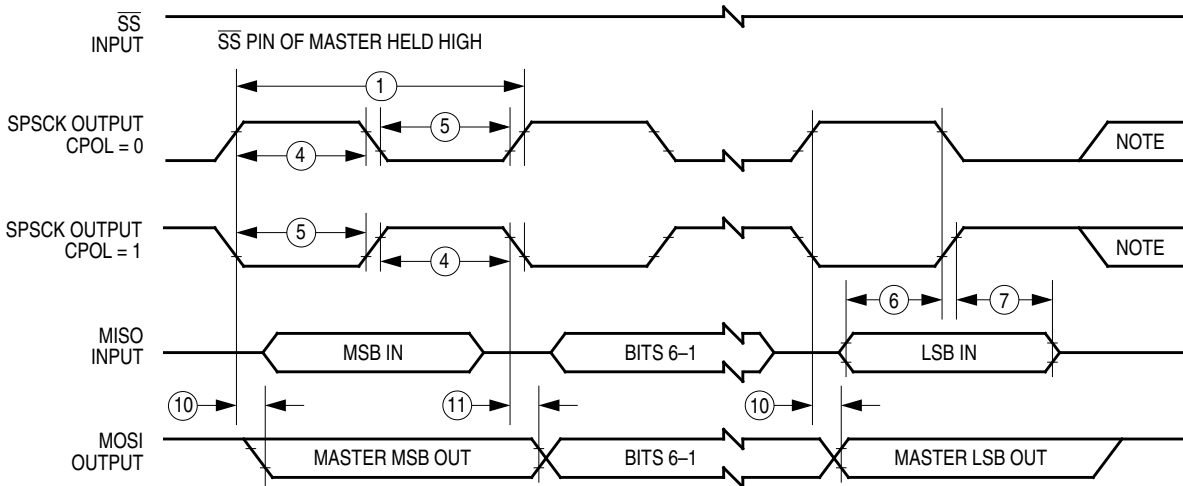 SS
INPUT
SS PIN OF MASTER HELD HIGH
1
SPSCK OUTPUT
CPOL = 0
5
4
NOTE
SPSCK OUTPUT
CPOL = 1
5
4
NOTE
6
7
MISO
INPUT
MSB IN
BITS 6–1
LSB IN
10
11
10
MOSI
OUTPUT
MASTER MSB OUT
BITS 6–1
MASTER LSB OUT